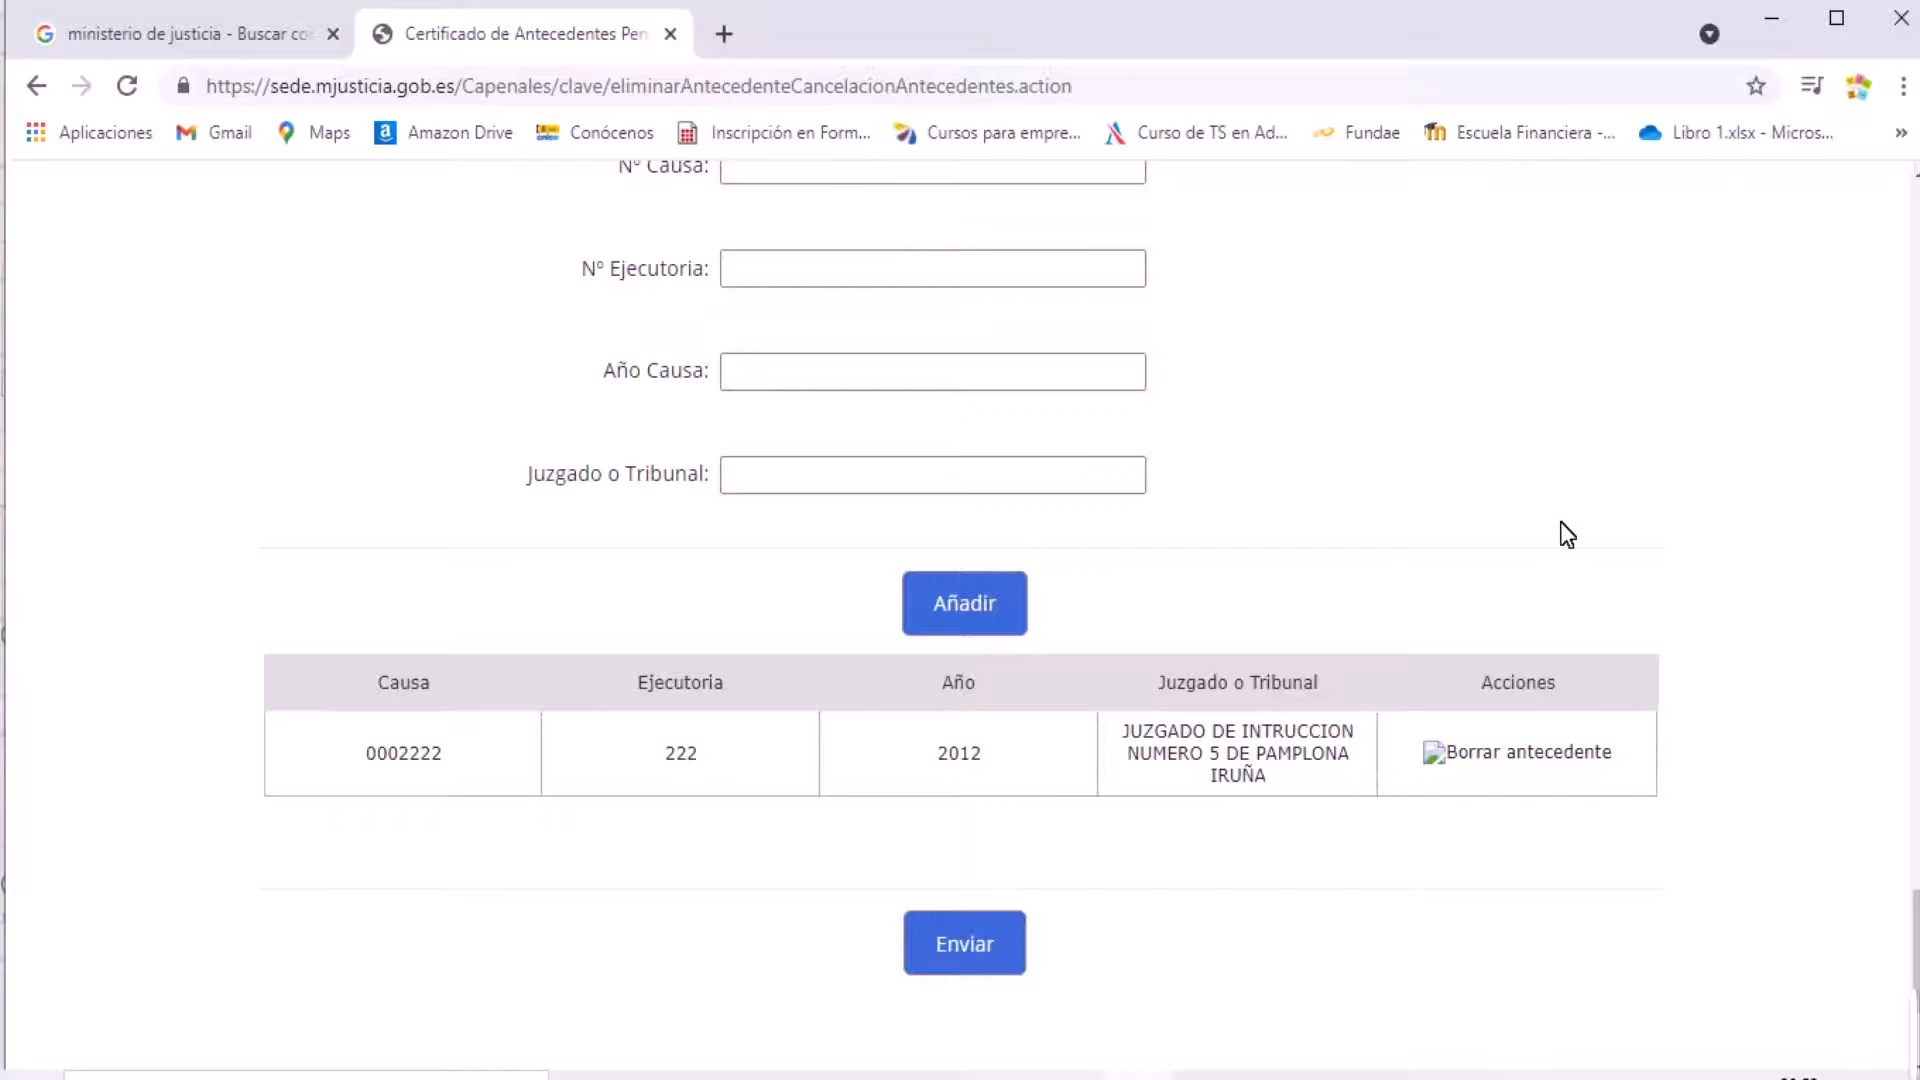 ministerio de justicia - Buscar co
Certificado de Antecedentes Pen
https://sede.mjusticia.gob.es/Capenales/clave/eliminarAntecedenteCancelacionAntecedentes.action
Aplicaciones Gmail Maps Amazon Drive Conócenos Inscripción en Form... Cursos para empre... Curso de TS en Ad... Fundae Escuela Financiera -... Libro 1.xlsx - Micros... »
Nº Causa:
Nº Ejecutoria:
Año Causa:
Juzgado o Tribunal:
Añadir
Causa Ejecutoria Año Juzgado o Tribunal Acciones
0002222 222 2012 JUZGADO DE INTRUCCION NUMERO 5 DE PAMPLONA IRUÑA Borrar antecedente
Enviar